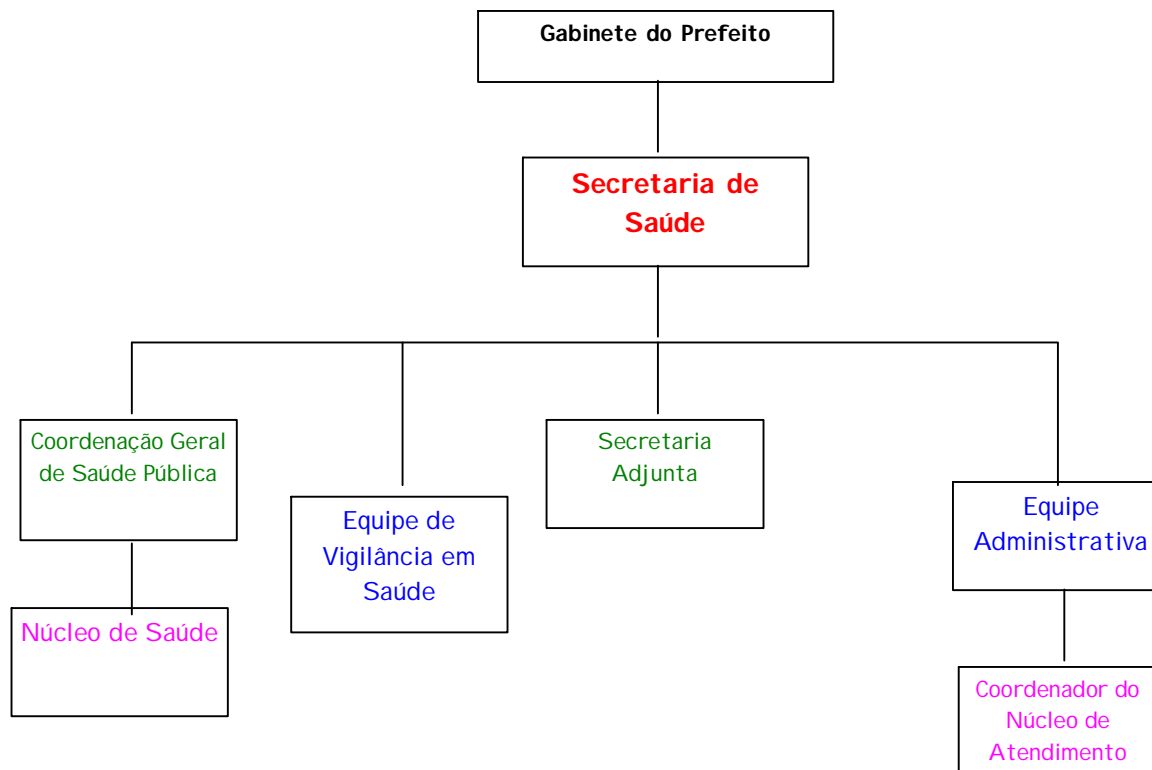 Gabinete do Prefeito
Secretaria de
Saúde
Coordenação Geral
de Saúde Pública
Secretaria
Adjunta
Equipe de
Vigilância em
Saúde
Equipe
Administrativa
Núcleo de Saúde
Coordenador do
Núcleo de
Atendimento